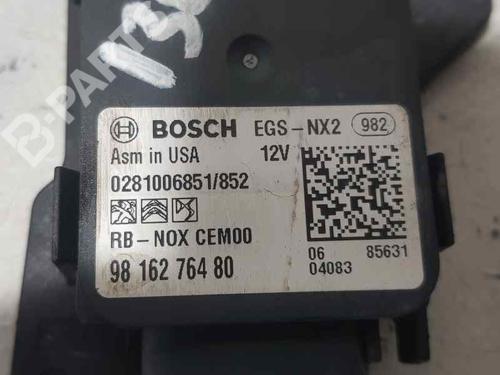 B-PARTS
BOSCH EGS-NX2 982
Asm in USA 12V
0281006851/852
RB-NOX CEM00
06 85631
04083
98 162 764 80